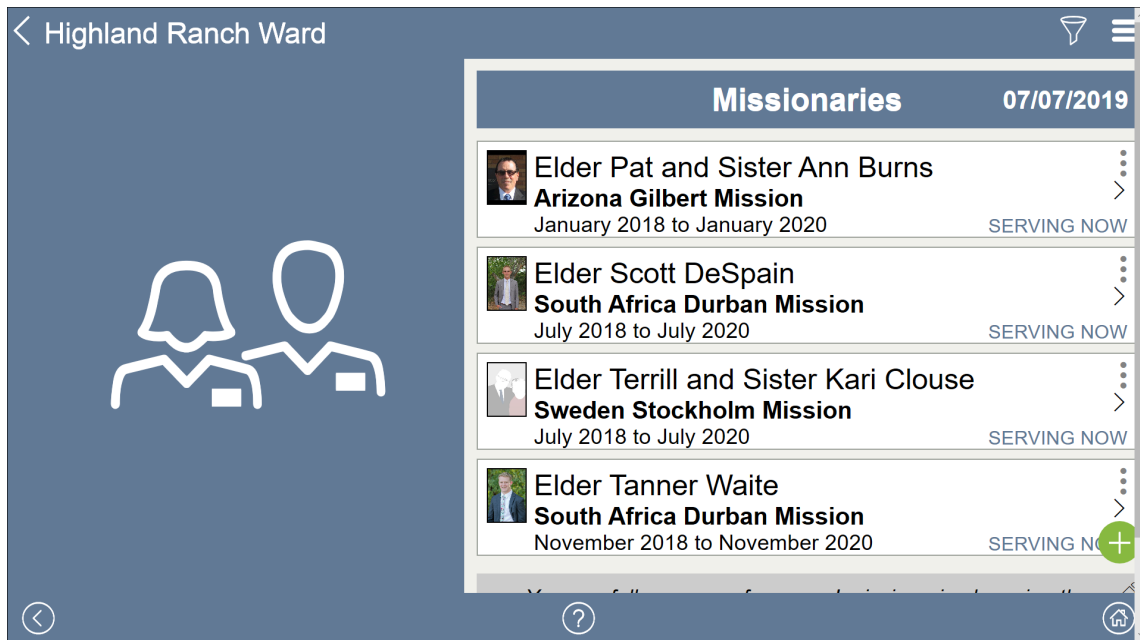 Highland Ranch Ward
Missionaries 07/07/2019
Elder Pat and Sister Ann Burns
Arizona Gilbert Mission
January 2018 to January 2020
SERVING NOW
Elder Scott DeSpain
South Africa Durban Mission
July 2018 to July 2020
SERVING NOW
Elder Terrill and Sister Kari Clouse
Sweden Stockholm Mission
July 2018 to July 2020
SERVING NOW
Elder Tanner Waite
South Africa Durban Mission
November 2018 to November 2020
SERVING